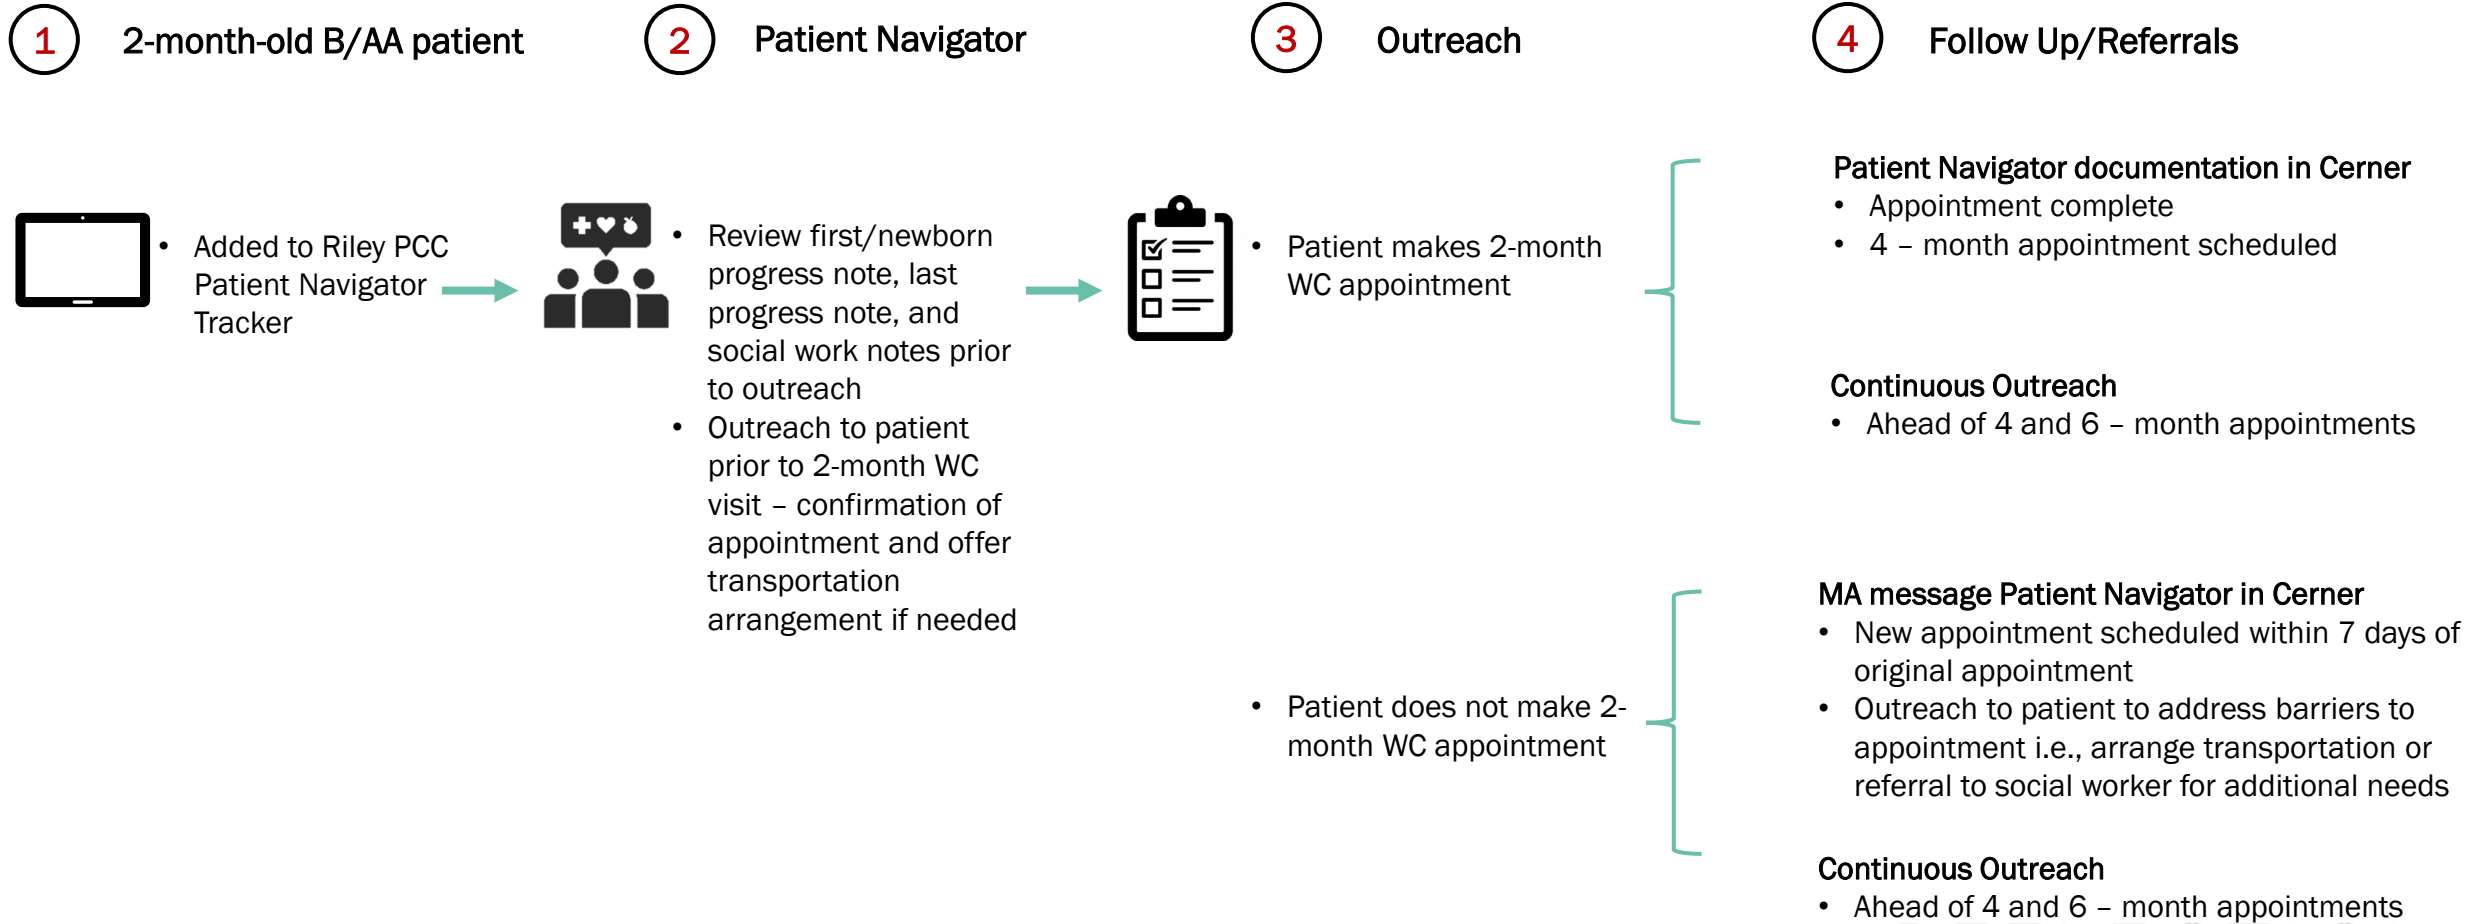 1 2-month-old B/AA patient
• Added to Riley PCC
Patient Navigator
Tracker
2 Patient Navigator
• Review first/newborn
progress note, last
progress note, and
social work notes prior
to outreach
• Outreach to patient
prior to 2-month WC
visit – confirmation of
appointment and offer
transportation
arrangement if needed
3 Outreach
• Patient makes 2-month
WC appointment
• Patient does not make 2-
month WC appointment
4 Follow Up/Referrals
Patient Navigator documentation in Cerner
• Appointment complete
• 4 – month appointment scheduled
Continuous Outreach
• Ahead of 4 and 6 – month appointments
MA message Patient Navigator in Cerner
• New appointment scheduled within 7 days of
original appointment
• Outreach to patient to address barriers to
appointment i.e., arrange transportation or
referral to social worker for additional needs
Continuous Outreach
• Ahead of 4 and 6 – month appointments